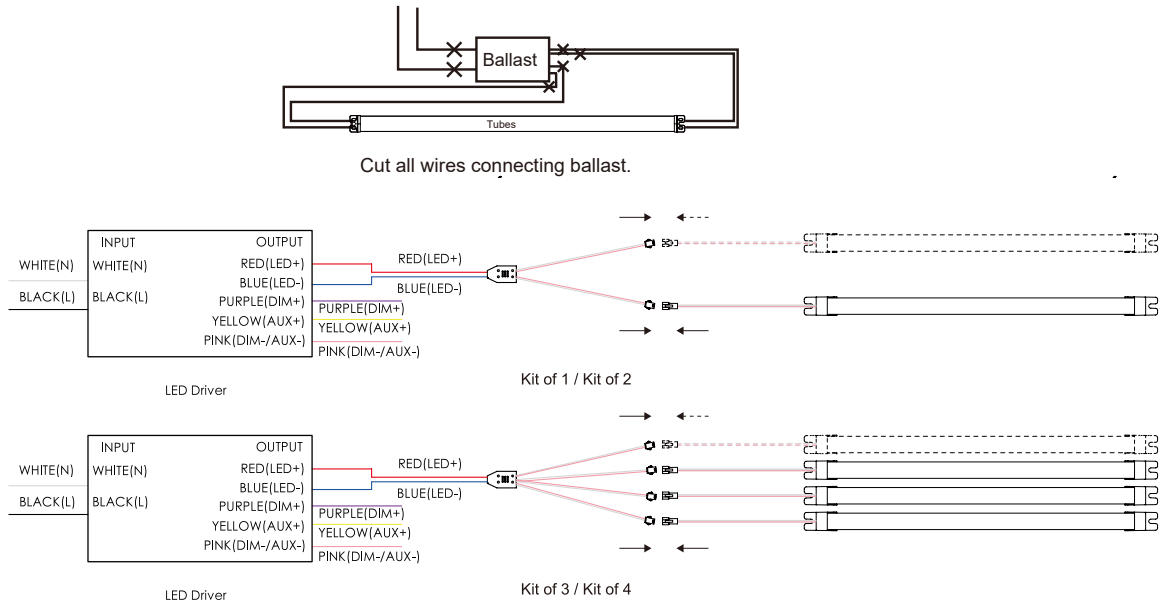 Ballast
Tubes
Cut all wires connecting ballast.
INPUT OUTPUT
WHITE(N) WHITE(N) RED(LED+) RED(LED+)
BLUE(LED-) BLUE(LED-)
BLACK(L) BLACK(L) PURPLE(DIM+) PURPLE(DIM+)
YELLOW(AUX+) YELLOW(AUX+)
PINK(DIM-/AUX-) PINK(DIM-/AUX-)
LED Driver
Kit of 1 / Kit of 2
INPUT OUTPUT
WHITE(N) WHITE(N) RED(LED+) RED(LED+)
BLUE(LED-) BLUE(LED-)
BLACK(L) BLACK(L) PURPLE(DIM+) PURPLE(DIM+)
YELLOW(AUX+) YELLOW(AUX+)
PINK(DIM-/AUX-) PINK(DIM-/AUX-)
LED Driver
Kit of 3 / Kit of 4